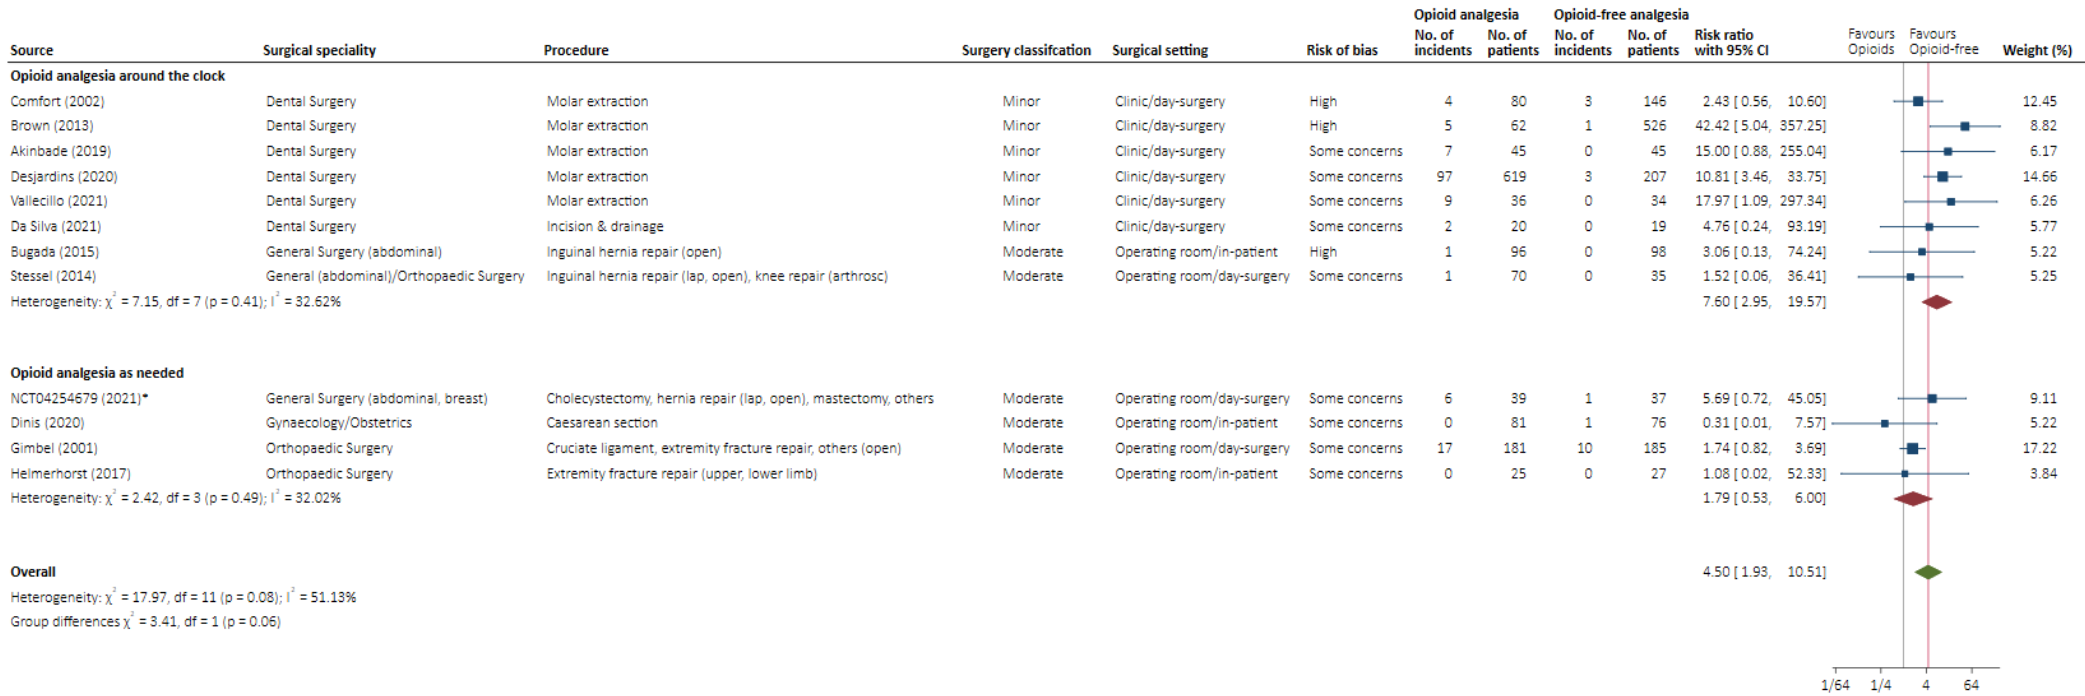 Opioid analgesia Opioid-free analgesia
No. of No. of No. of No. of Risk ratio Favours Favours
Source Surgical speciality Procedure Surgery classifcation Surgical setting Risk of bias incidents patients incidents patients with 95% CI Opioids Opioid-free Weight (%)
Opioid analgesia around the clock
Comfort (2002) Dental Surgery Molar extraction Minor Clinic/day-surgery High 4 80 3 146 2.43 [ 0.56, 10.60] 12.45
Brown (2013) Dental Surgery Molar extraction Minor Clinic/day-surgery High 5 62 1 526 42.42 [ 5.04, 357.25] 8.82
Akinbade (2019) Dental Surgery Molar extraction Minor Clinic/day-surgery Some concerns 7 45 0 45 15.00 [ 0.88, 255.04] 6.17
Desjardins (2020) Dental Surgery Molar extraction Minor Clinic/day-surgery Some concerns 97 619 3 207 10.81 [ 3.46, 33.75] 14.66
Vallecillo (2021) Dental Surgery Molar extraction Minor Clinic/day-surgery Some concerns 9 36 0 34 17.97 [ 1.09, 297.34] 6.26
Da Silva (2021) Dental Surgery Incision & drainage Minor Clinic/day-surgery Some concerns 2 20 0 19 4.76 [ 0.24, 93.19] 5.77
Bugada (2015) General Surgery (abdominal) Inguinal hernia repair (open) Moderate Operating room/in-patient High 1 96 0 98 3.06 [ 0.13, 74.24] 5.22
Stessel (2014) General (abdominal)/Orthopaedic Surgery Inguinal hernia repair (lap, open), knee repair (arthrosc) Moderate Operating room/day-surgery Some concerns 1 70 0 35 1.52 [ 0.06, 36.41] 5.25
Heterogeneity: χ² = 7.15, df = 7 (p = 0.41); I² = 32.62% 7.60 [ 2.95, 19.57]
Opioid analgesia as needed
NCT04254679 (2021)* General Surgery (abdominal, breast) Cholecystectomy, hernia repair (lap, open), mastectomy, others Moderate Operating room/day-surgery Some concerns 6 39 1 37 5.69 [ 0.72, 45.05] 9.11
Dinis (2020) Gynaecology/Obstetrics Caesarean section Moderate Operating room/in-patient Some concerns 0 81 1 76 0.31 [ 0.01, 7.57] 5.22
Gimbel (2001) Orthopaedic Surgery Cruciate ligament, extremity fracture repair, others (open) Moderate Operating room/day-surgery Some concerns 17 181 10 185 1.74 [ 0.82, 3.69] 17.22
Helmerhorst (2017) Orthopaedic Surgery Extremity fracture repair (upper, lower limb) Moderate Operating room/in-patient Some concerns 0 25 0 27 1.08 [ 0.02, 52.33] 3.84
Heterogeneity: χ² = 2.42, df = 3 (p = 0.49); I² = 32.02% 1.79 [ 0.53, 6.00]
Overall 4.50 [ 1.93, 10.51]
Heterogeneity: χ² = 17.97, df = 11 (p = 0.08); I² = 51.13%
Group differences χ² = 3.41, df = 1 (p = 0.06)
1/64 1/4 4 64